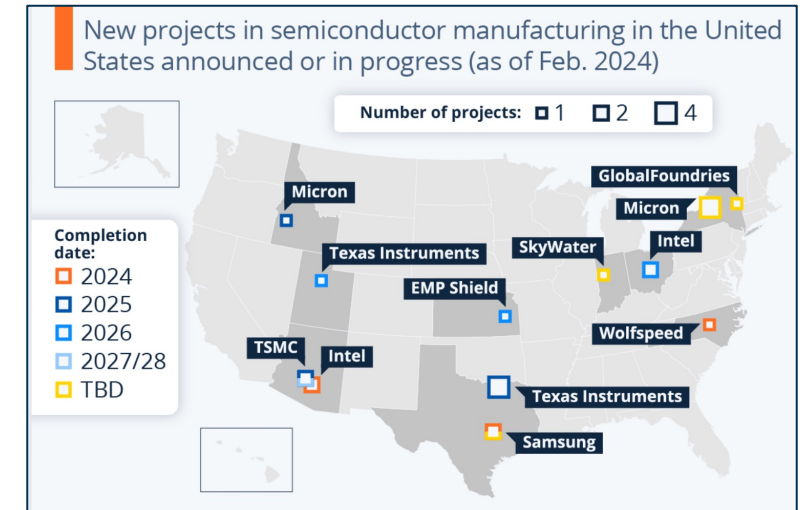 New projects in semiconductor manufacturing in the United
States announced or in progress (as of Feb. 2024)
Number of projects: 1 2 4
GlobalFoundries
Micron
Micron
Completion
date:
2024
2025
2026
2027/28
TBD
Texas Instruments
SkyWater
Intel
EMP Shield
Wolfspeed
TSMC
Intel
Texas Instruments
Samsung